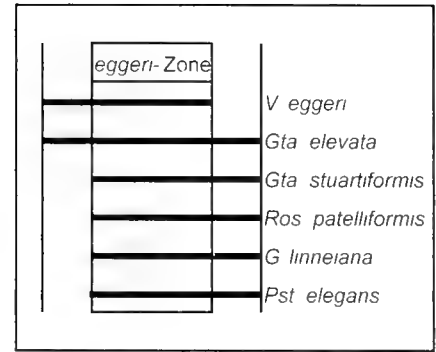 eggeri-Zone
V eggeri
Gta elevata
Gta stuartiformis
Ros patelliformis
G linneiana
Pst elegans